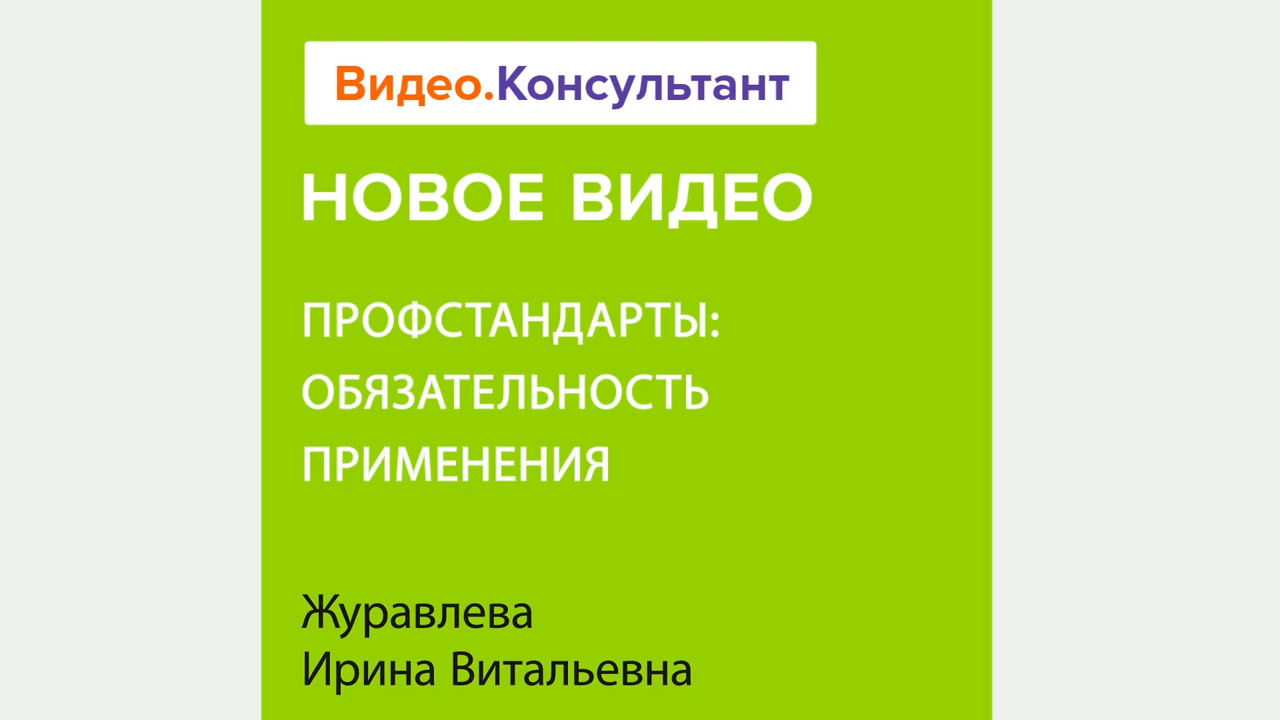 Видео.Консультант
НОВОЕ ВИДЕО
ПРОФСТАНДАРТЫ:
ОБЯЗАТЕЛЬНОСТЬ
ПРИМЕНЕНИЯ
Журавлева
Ирина Витальевна